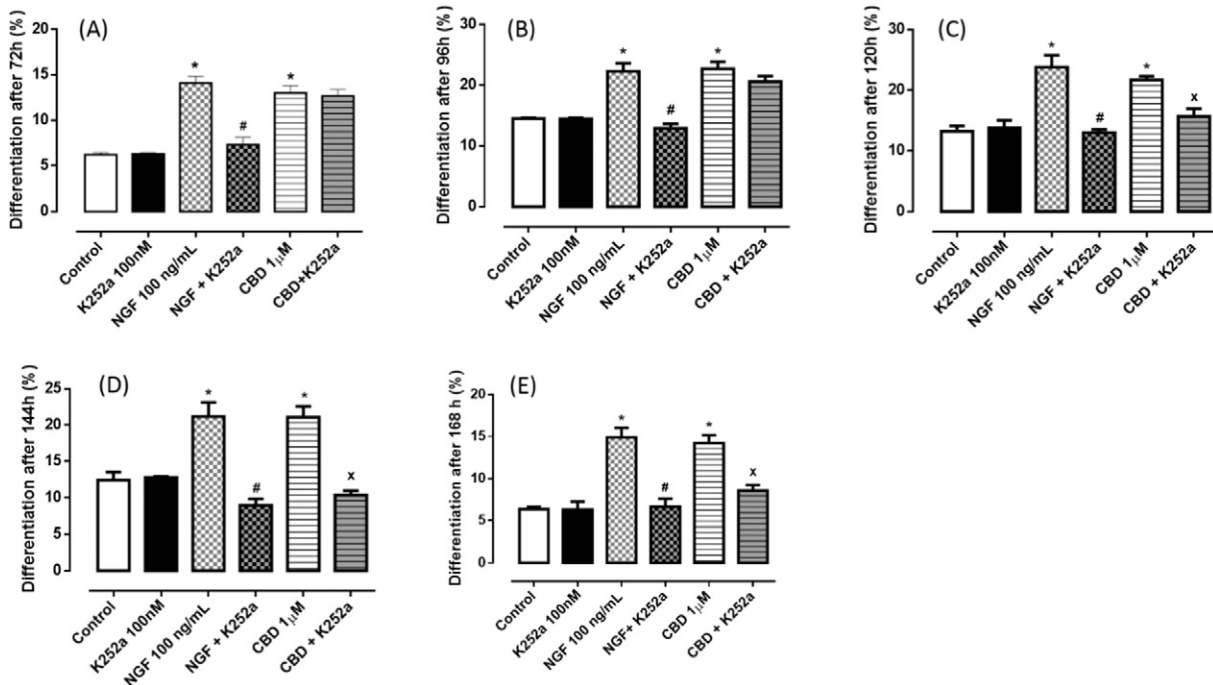 (A)
Differentiation after 72h (%)
20
15
10
5
0
*
*
#
Control
K252a 100nM
NGF 100 ng/mL
NGF + K252a
CBD 1μM
CBD+K252a
(B)
Differentiation after 96h (%)
30
20
10
0
*
*
#
Control
K252a 100nM
NGF 100 ng/mL
NGF + K252a
CBD 1μM
CBD + K252a
(C)
Differentiation after 120h (%)
30
20
10
0
*
#
*
x
Control
K252a 100nM
NGF 100 ng/mL
NGF + K252a
CBD 1μM
CBD + K252a
(D)
Differentiation after 144h (%)
25
20
15
10
5
0
*
#
*
x
Control
K252a 100nM
NGF 100 ng/mL
NGF + K252a
CBD 1μM
CBD + K252a
(E)
Differentiation after 168 h (%)
20
15
10
5
0
*
#
*
x
Control
K252a 100nM
NGF 100 ng/mL
NGF+ K252a
CBD 1μM
CBD + K252a